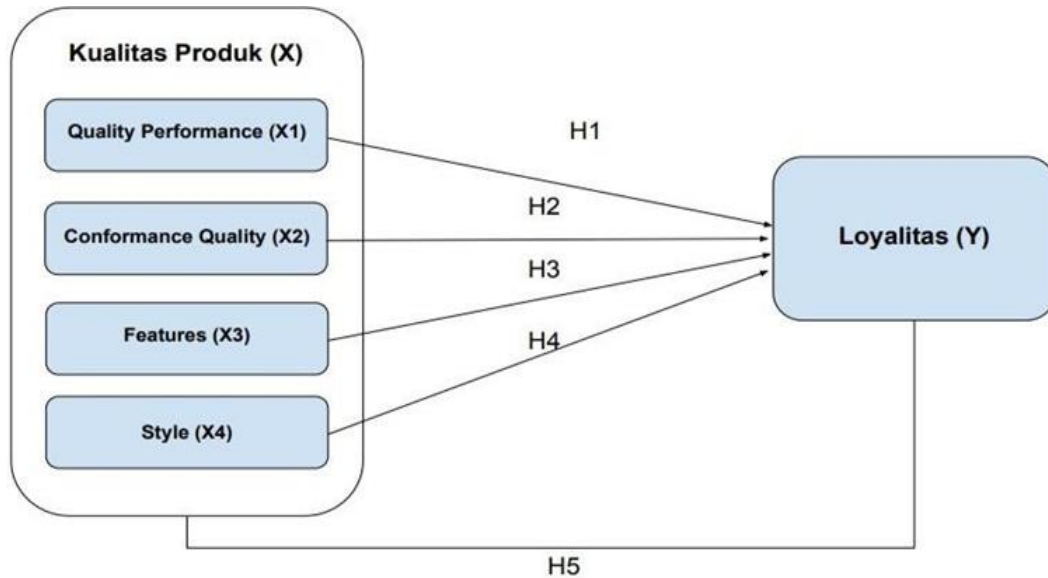 Kualitas Produk (X)
Quality Performance (X1)
Conformance Quality (X2)
Features (X3)
Style (X4)
H1
H2
H3
H4
Loyalitas (Y)
H5